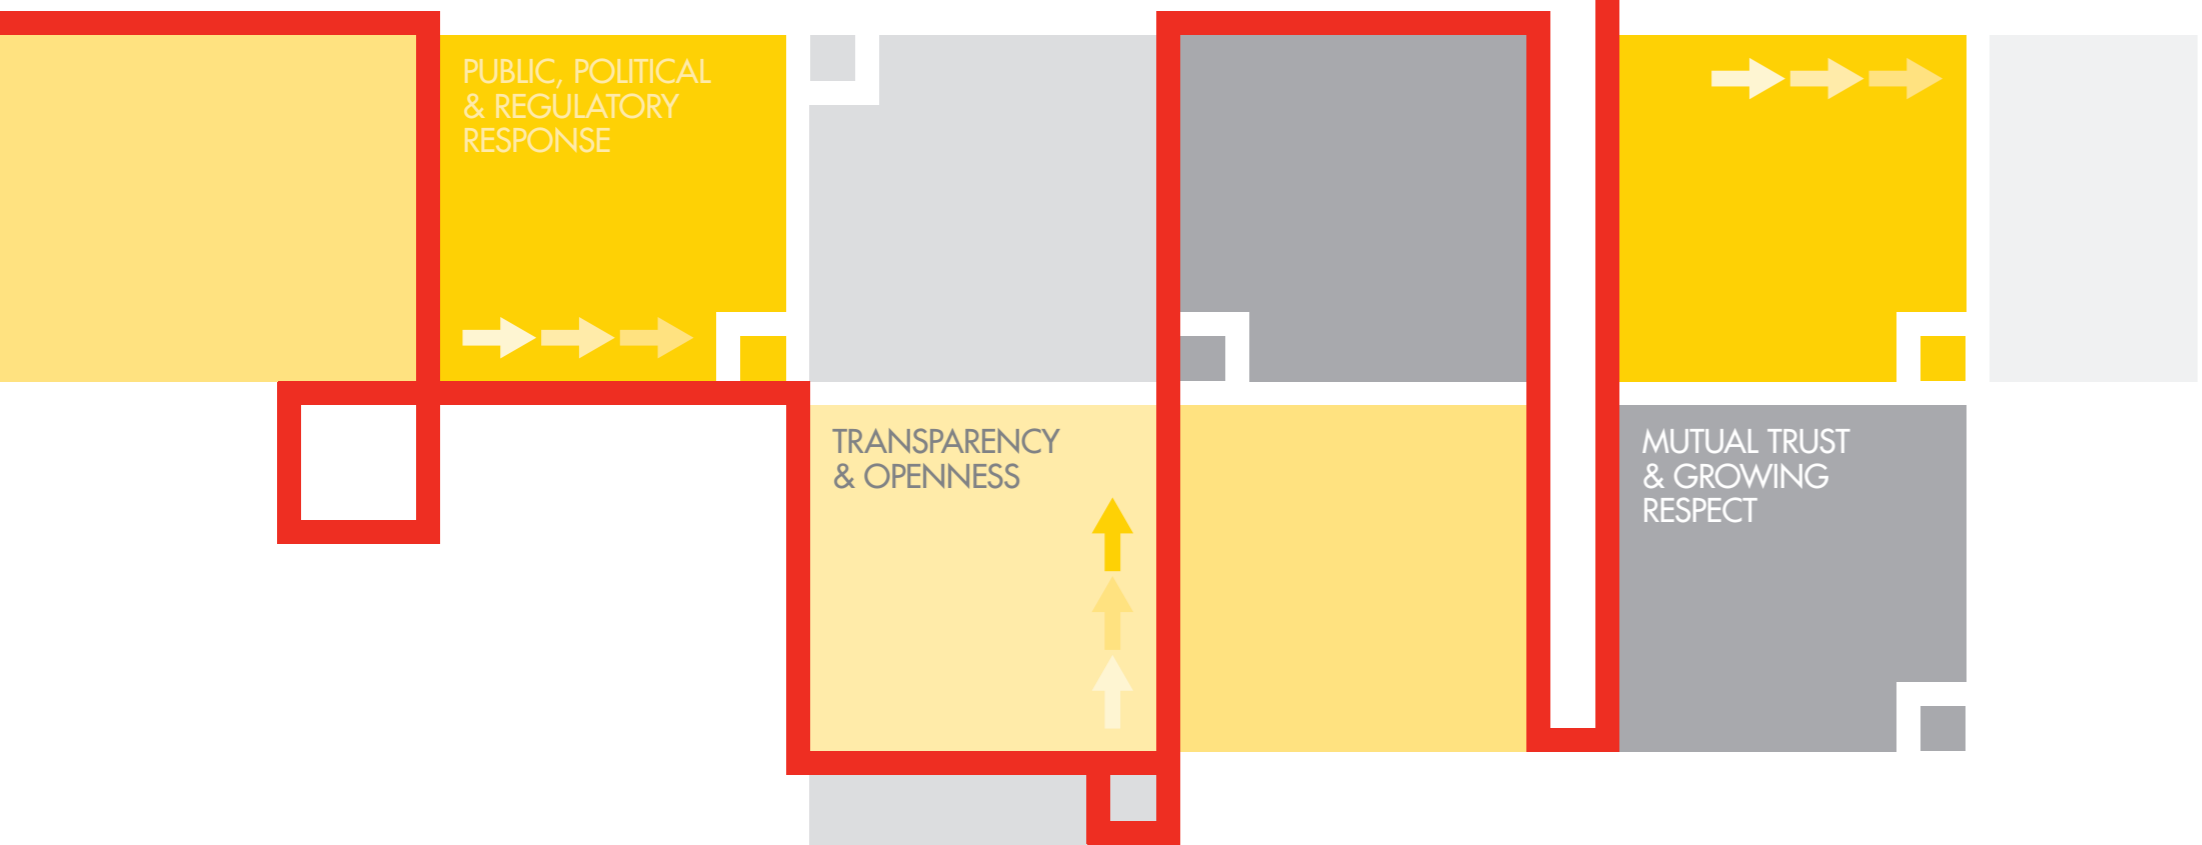 PUBLIC, POLITICAL
& REGULATORY
RESPONSE
TRANSPARENCY
& OPENNESS
MUTUAL TRUST
& GROWING
RESPECT